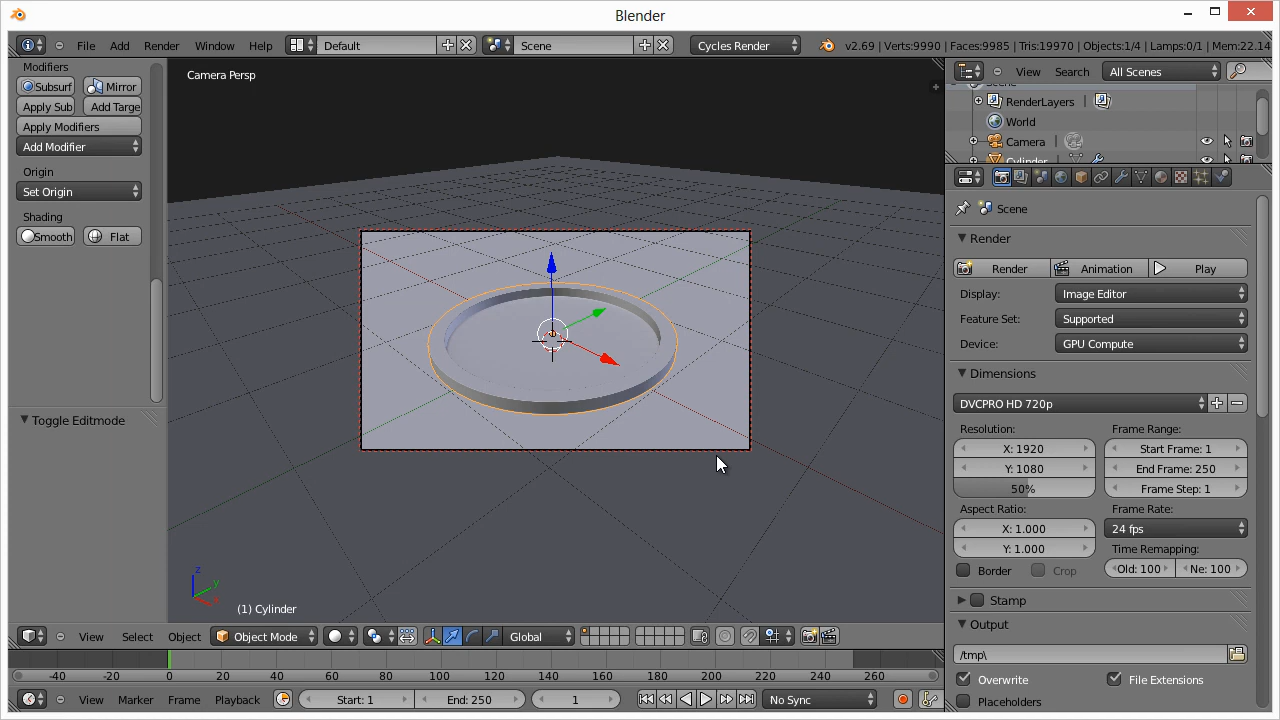 Blender
File Add Render Window Help Default Scene Cycles Render v2.69 | Verts:9990 | Faces:9985 | Tris:19970 | Objects:1/4 | Lamps:0/1 | Mem:22.14
Modifiers
Subsurf Mirror
Apply Sub Add Targe
Apply Modifiers
Add Modifier
Origin
Set Origin
Shading
Smooth Flat
Toggle Editmode
Camera Persp
z
y
x
(1) Cylinder
View Search All Scenes
Scene
RenderLayers |
World
Camera |
Cylinder |
Scene
Render
Render Animation Play
Display: Image Editor
Feature Set: Supported
Device: GPU Compute
Dimensions
DVCPRO HD 720p
Resolution: Frame Range:
X: 1920 Start Frame: 1
Y: 1080 End Frame: 250
50% Frame Step: 1
Aspect Ratio: Frame Rate:
X: 1.000 24 fps
Y: 1.000 Time Remapping:
Border Crop Old: 100 Ne: 100
Stamp
Output
/tmp\
Overwrite File Extensions
Placeholders
View Select Object Object Mode Global
-40 -20 0 20 40 60 80 100 120 140 160 180 200 220 240 260
View Marker Frame Playback Start: 1 End: 250 1 No Sync